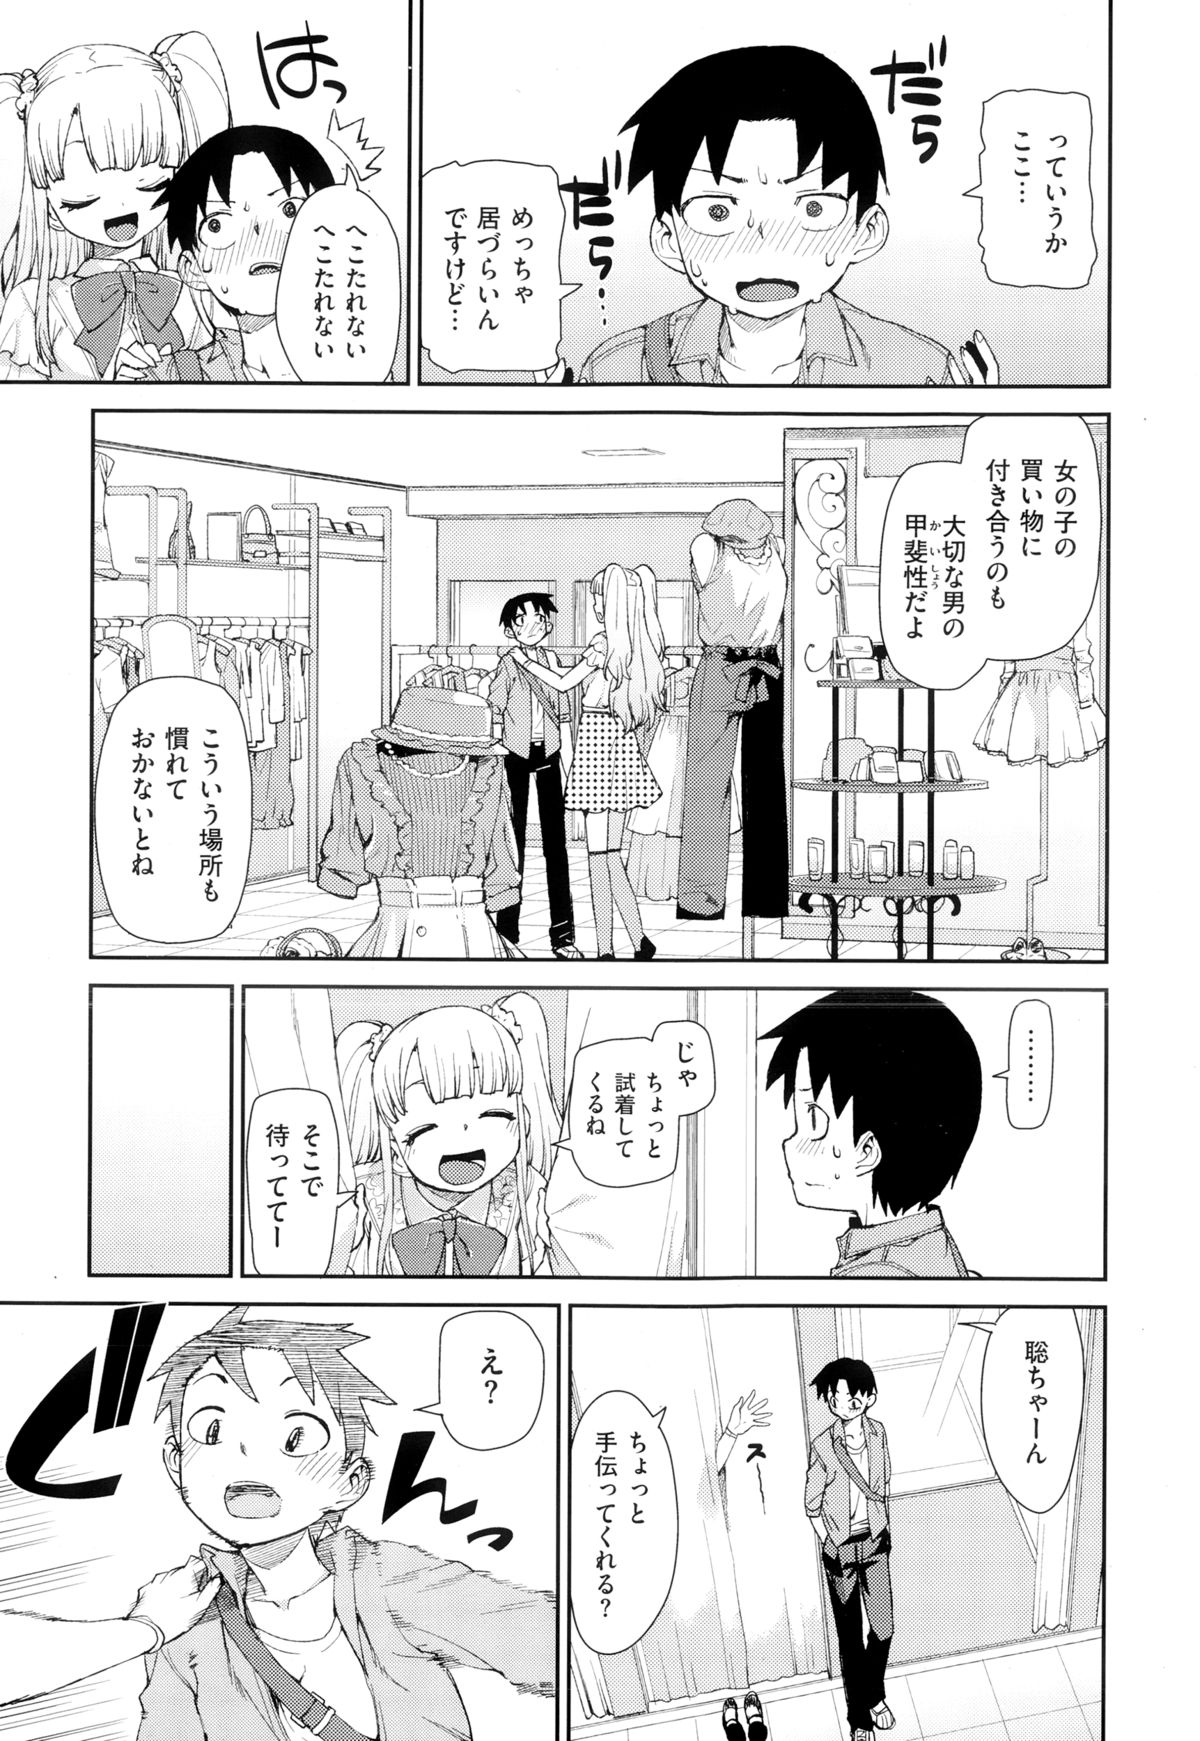 っていうか
ここ…
だら
だら…
めっちゃ
居づらいん
ですけど…
はっ
へこたれない
へこたれない
女の子の
買い物に
付き合うのも
大切な男の
甲斐性だよ
かいしょう
こういう場所も
慣れて
おかないとね
………
じゃ
ちょっと
試着して
くるね
そこで
待っててー
聡ちゃーん
スー
ちょっと
手伝ってくれる?
え?
ぐんっ